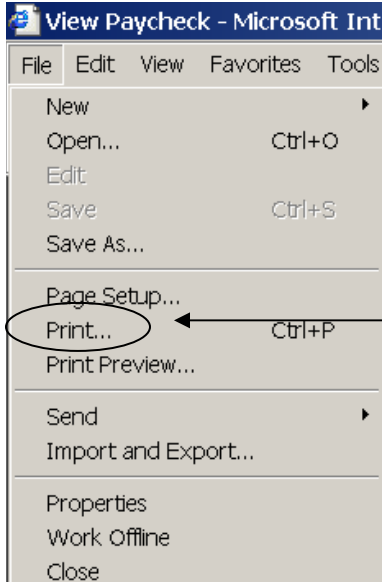 View Paycheck - Microsoft Int
File Edit View Favorites Tools
New
Open... Ctrl+O
Edit
Save Ctrl+S
Save As...
Page Setup...
Print... Ctrl+P
Print Preview...
Send
Import and Export...
Properties
Work Offline
Close